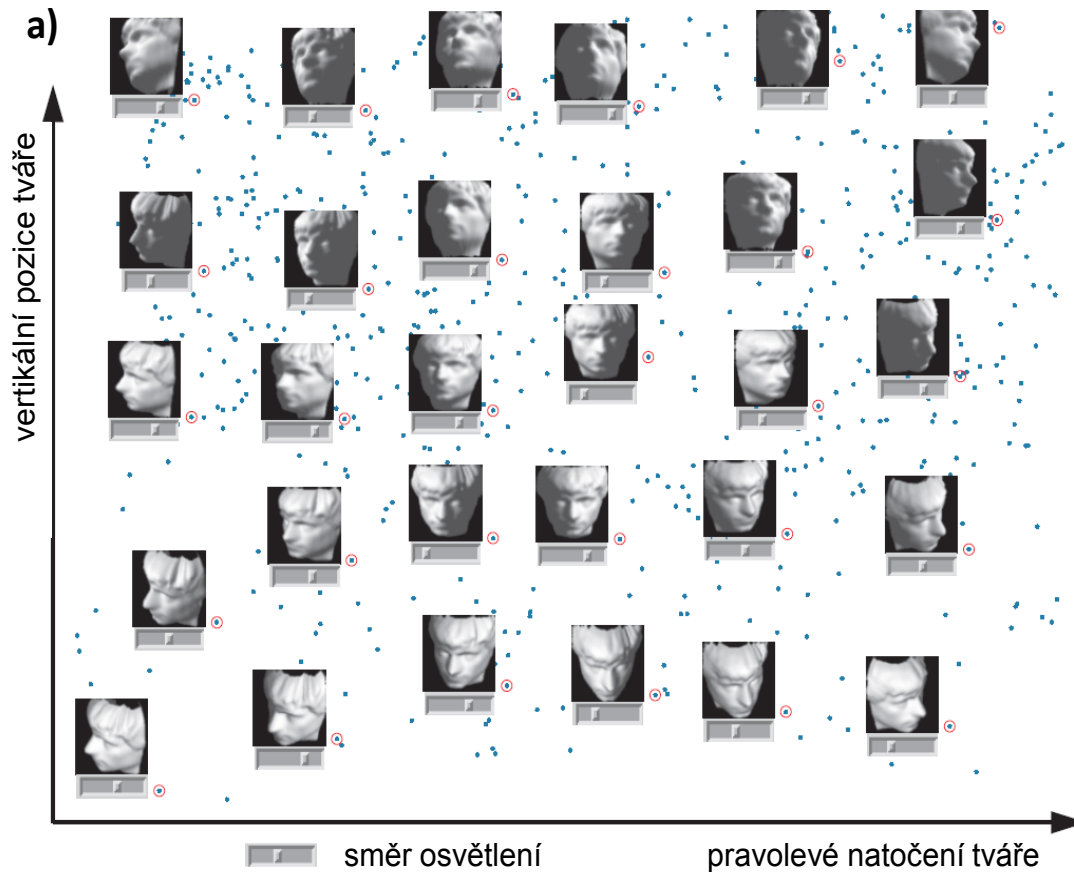 a)
vertikální pozice tváře
směr osvětlení
pravolevé natočení tváře